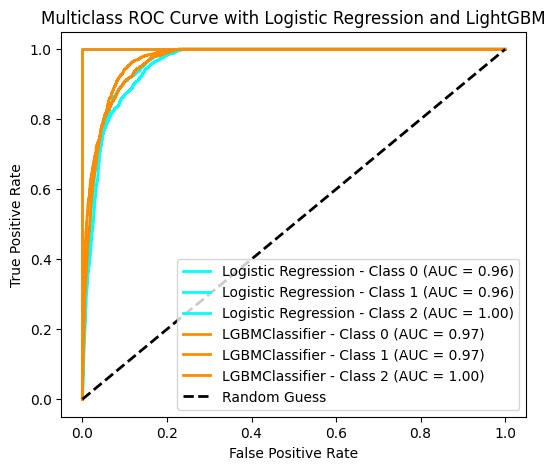 Multiclass ROC Curve with Logistic Regression and LightGBM
1.0
0.8
0.6
0.4
0.2
0.0
True Positive Rate
Logistic Regression - Class 0 (AUC = 0.96)
Logistic Regression - Class 1 (AUC = 0.96)
Logistic Regression - Class 2 (AUC = 1.00)
LGBMClassifier - Class 0 (AUC = 0.97)
LGBMClassifier - Class 1 (AUC = 0.97)
LGBMClassifier - Class 2 (AUC = 1.00)
Random Guess
0.0 0.2 0.4 0.6 0.8 1.0
False Positive Rate